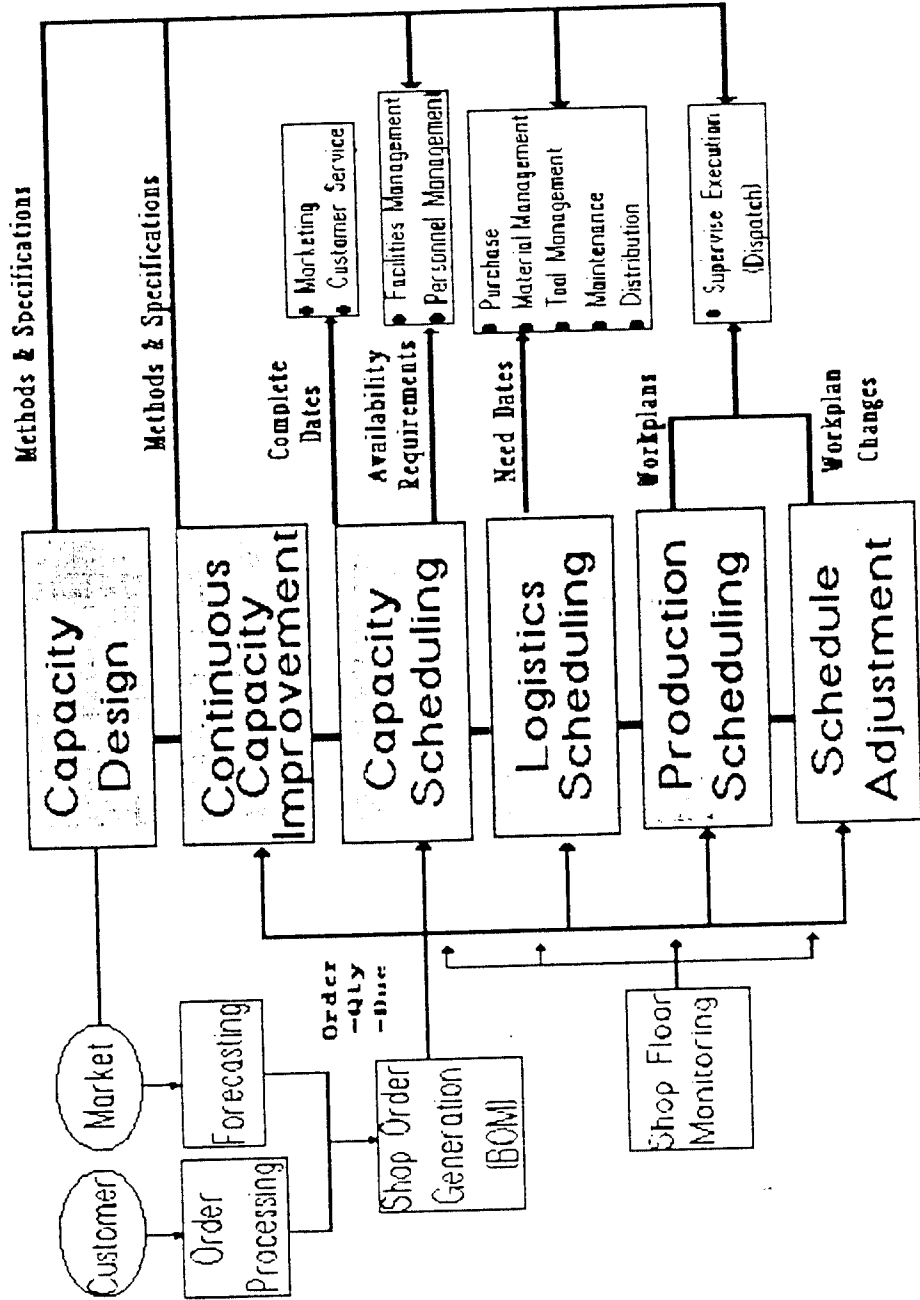 Customer
Market
Order
Processing
Forecasting
Shop Order
Generation
(BOM)
Order
-Qty
-Due
Shop Floor
Monitoring
Capacity
Design
Continuous
Capacity
Improvement
Capacity
Scheduling
Logistics
Scheduling
Production
Scheduling
Schedule
Adjustment
Methods & Specifications
Methods & Specifications
Complete
Dates
Availability
Requirements
Need Dates
Workplans
Workplan
Changes
• Marketing
• Customer Service
• Facilities Management
• Personnel Management
• Purchase
• Material Management
• Tool Management
• Maintenance
• Distribution
• Supervise Execution
(Dispatch)